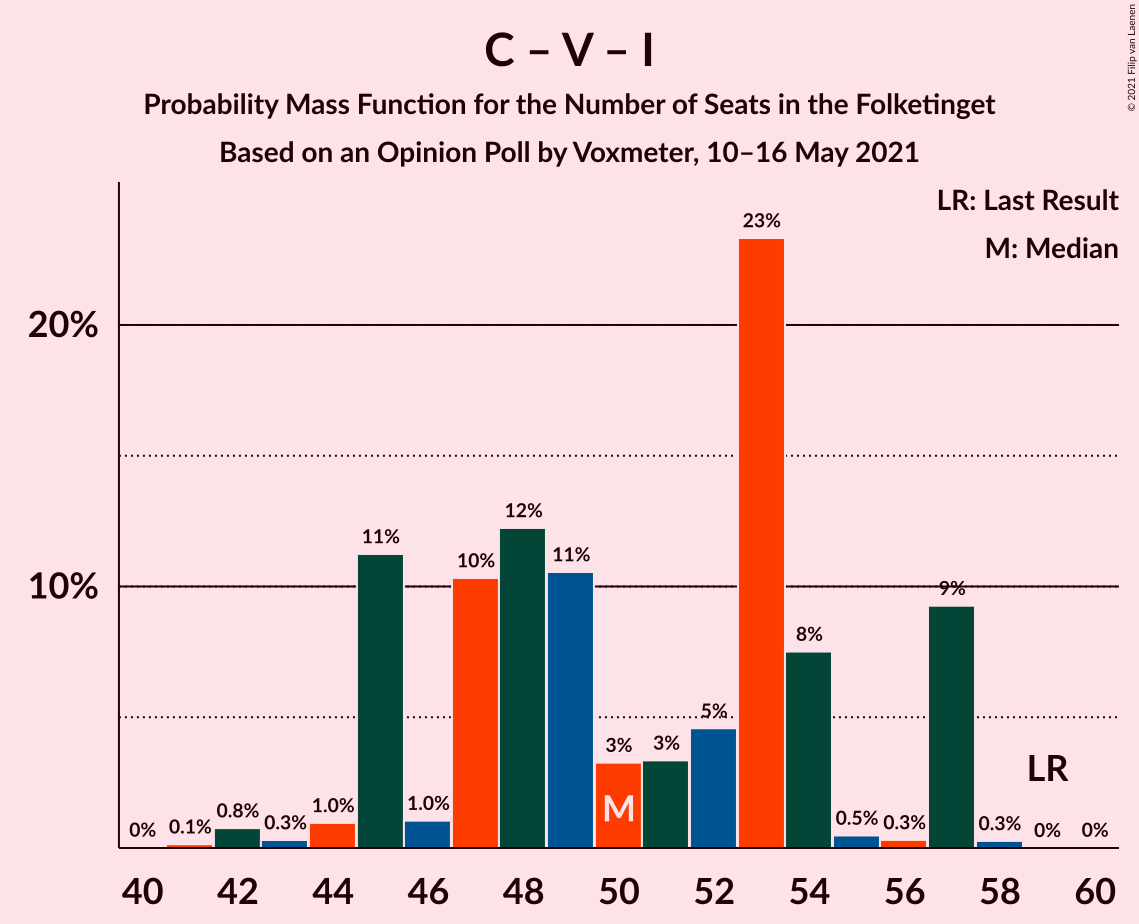 C – V – I
Probability Mass Function for the Number of Seats in the Folketinget
Based on an Opinion Poll by Voxmeter, 10–16 May 2021
© 2021 Filip van Laenen
LR: Last Result
M: Median
23%
20%
12%
11%
11%
10%
10%
9%
8%
5%
3%
3%
LR
M
0%
0.1%
0.8%
0.3%
1.0%
1.0%
0.5%
0.3%
0.3%
0%
0%
40 42 44 46 48 50 52 54 56 58 60